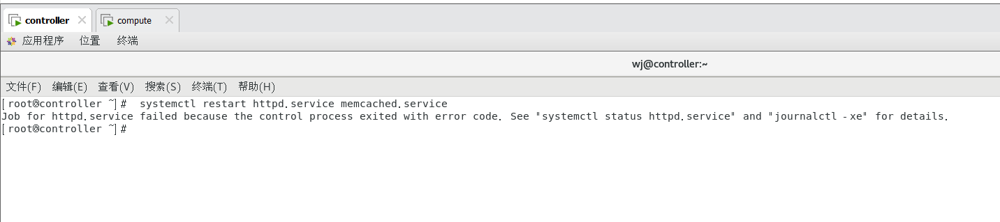 controller compute
应用程序 位置 终端
wj@controller:~
文件(F) 编辑(E) 查看(V) 搜索(S) 终端(T) 帮助(H)
[root@controller ~]#  systemctl restart httpd.service memcached.service
Job for httpd.service failed because the control process exited with error code. See "systemctl status httpd.service" and "journalctl -xe" for details.
[root@controller ~]#